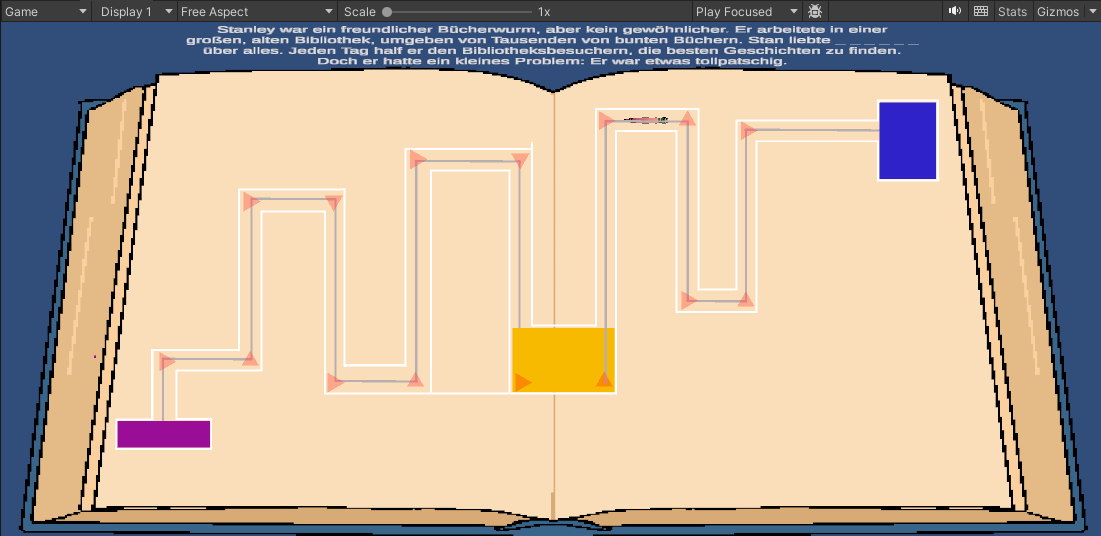 Game Display 1 Free Aspect Scale 1x Play Focused Stats Gizmos
Stanley war ein freundlicher Bücherwurm, aber kein gewöhnlicher. Er arbeitete in einer
großen, alten Bibliothek, umgeben von Tausenden von bunten Büchern. Stan liebte _ _ _ _ _ _
über alles. Jeden Tag half er den Bibliotheksbesuchern, die besten Geschichten zu finden.
Doch er hatte ein kleines Problem: Er war etwas tollpatschig.